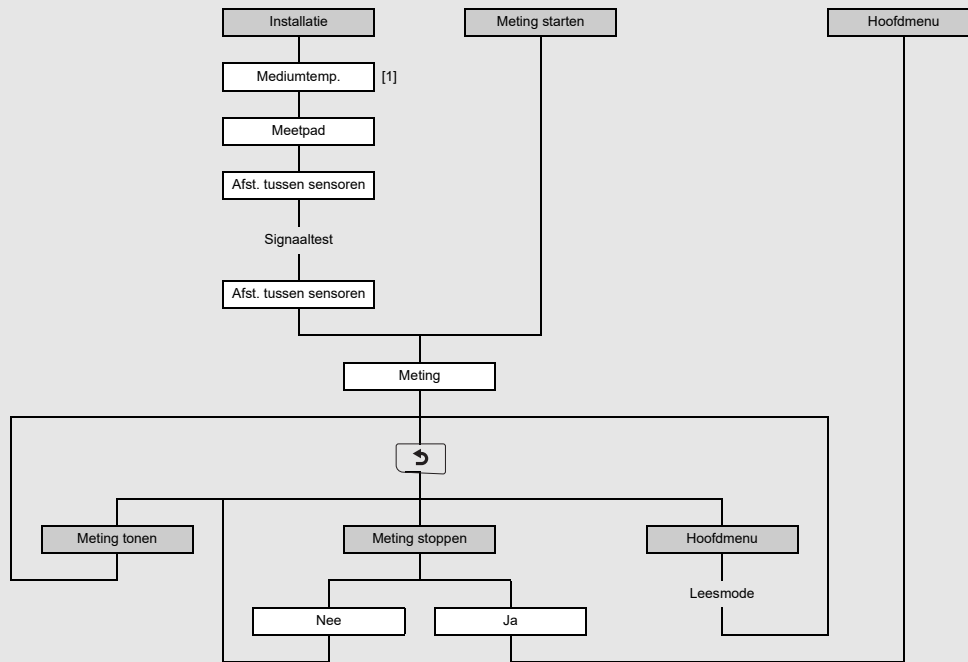 Installatie
Meting starten
Hoofdmenu
Mediumtemp.
[1]
Meetpad
Afst. tussen sensoren
Signaaltest
Afst. tussen sensoren
Meting
Meting tonen
Meting stoppen
Hoofdmenu
Leesmode
Nee
Ja